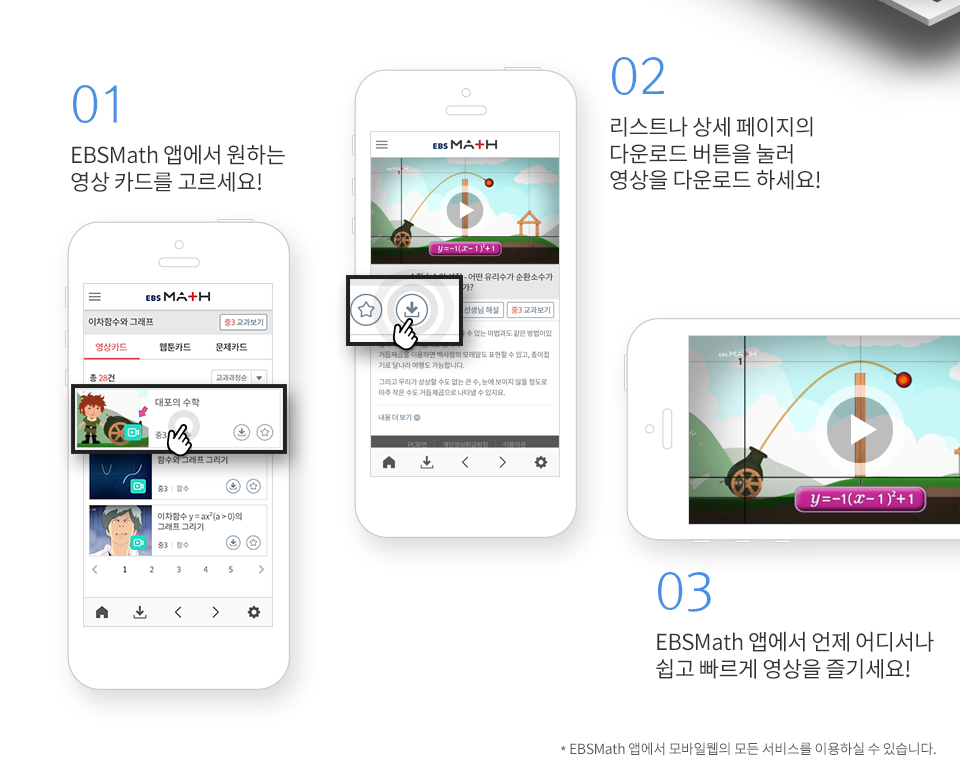 01
EBSMath 앱에서 원하는
영상 카드를 고르세요!
EBS MATH
이차함수와 그래프
중3 교과보기
영상카드
웹툰카드
문제카드
총 28건
교과과정순
대포의 수학
중3
함수와 그래프 그리기
중3 | 함수
이차함수 y = ax²(a > 0)의
그래프 그리기
중3 | 함수
1 2 3 4 5
EBS MATH
y=-1(x-1)²+1
- 어떤 유리수가 순환소수가
가?
선생님 해설
중3 교과보기
수 있는 마법과도 같은 방법이있
거듭제곱을 이용하면 백사장의 모래알도 표현할 수 있고, 종이접
기로 달나라 여행도 가능합니다.
그리고 우리가 상상할 수도 없는 큰 수, 눈에 보이지 않을 정도로
아주 작은 수도 거듭제곱으로 나타낼 수 있지요.
내용 더 보기
PC화면 개인정보취급방침 이용약관
02
리스트나 상세 페이지의
다운로드 버튼을 눌러
영상을 다운로드 하세요!
EBS MATH
1
y=-1(x-1)²+1
03
EBSMath 앱에서 언제 어디서나
쉽고 빠르게 영상을 즐기세요!
* EBSMath 앱에서 모바일웹의 모든 서비스를 이용하실 수 있습니다.